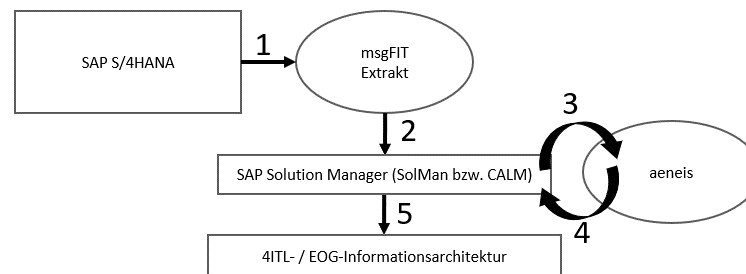 SAP S/4HANA
1
msgFIT
Extrakt
2
3
SAP Solution Manager (SolMan bzw. CALM)
aeneis
4
5
4ITL- / EOG-Informationsarchitektur